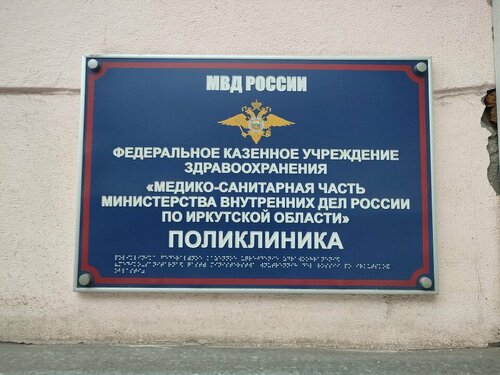 МВД РОССИИ
ФЕДЕРАЛЬНОЕ КАЗЕННОЕ УЧРЕЖДЕНИЕ
ЗДРАВООХРАНЕНИЯ
«МЕДИКО-САНИТАРНАЯ ЧАСТЬ
МИНИСТЕРСТВА ВНУТРЕННИХ ДЕЛ РОССИИ
ПО ИРКУТСКОЙ ОБЛАСТИ»
ПОЛИКЛИНИКА